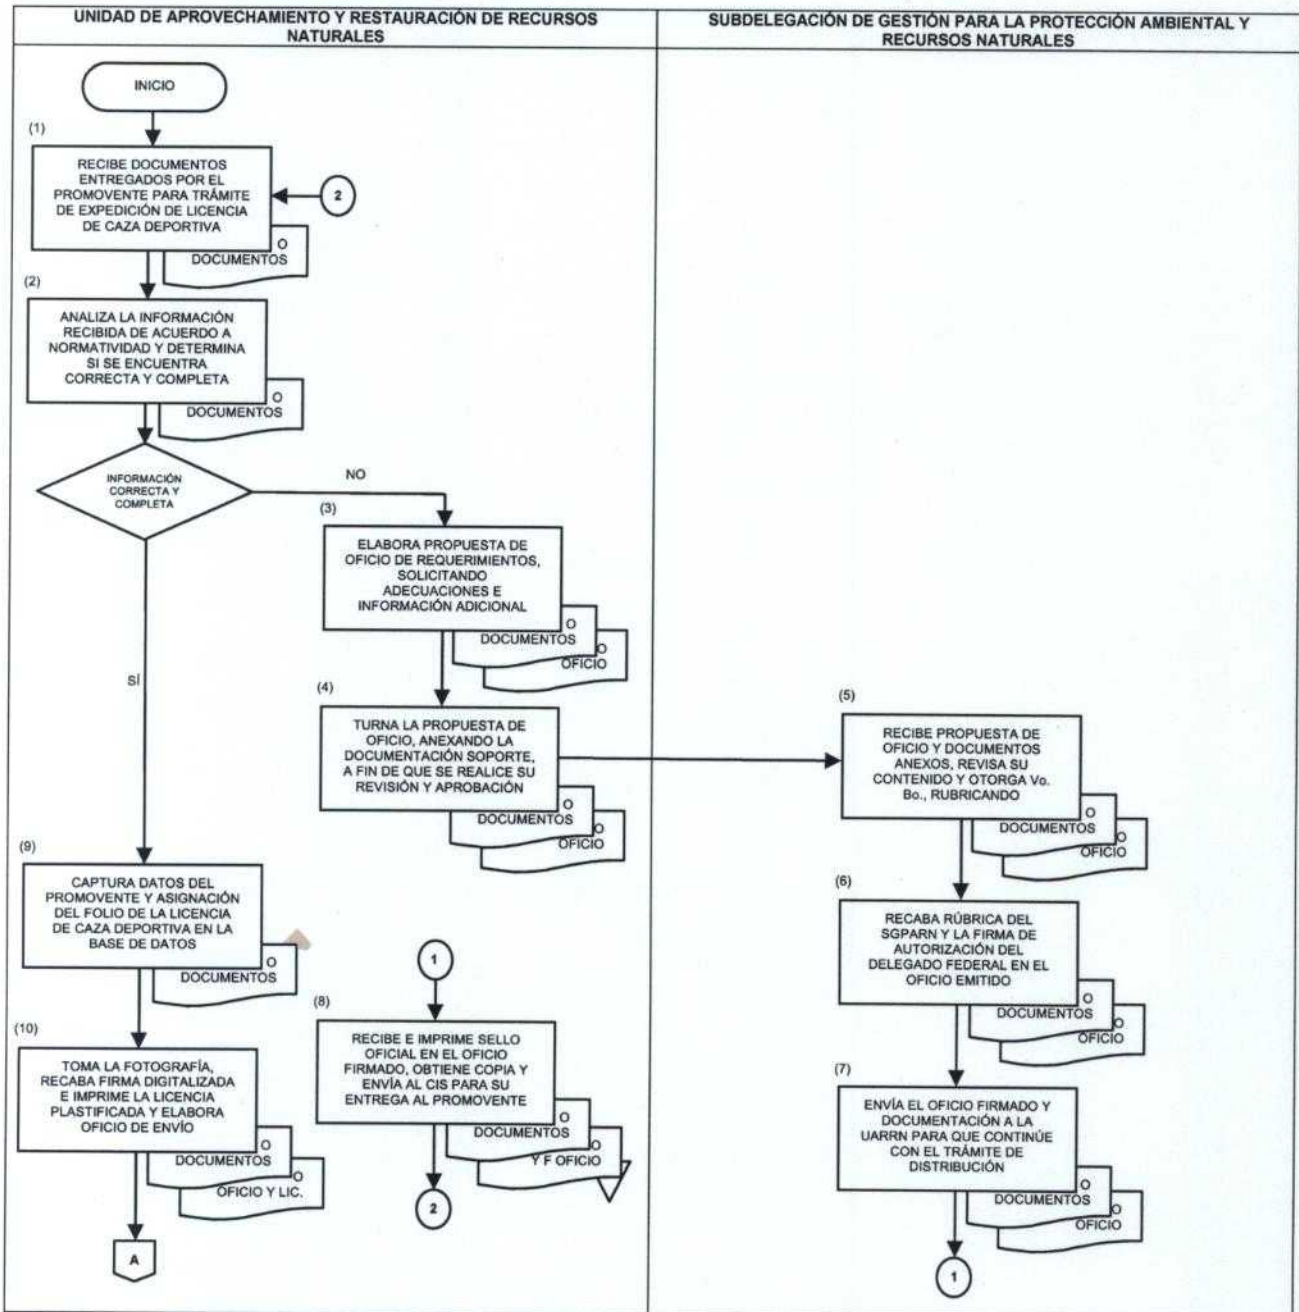 UNIDAD DE APROVECHAMIENTO Y RESTAURACIÓN DE RECURSOS
NATURALES
SUBDELEGACIÓN DE GESTIÓN PARA LA PROTECCIÓN AMBIENTAL Y
RECURSOS NATURALES
INICIO
(1)
RECIBE DOCUMENTOS
ENTREGADOS POR EL
PROMOVENTE PARA TRÁMITE
DE EXPEDICIÓN DE LICENCIA
DE CAZA DEPORTIVA
2
O
DOCUMENTOS
(2)
ANALIZA LA INFORMACIÓN
RECIBIDA DE ACUERDO A
NORMATIVIDAD Y DETERMINA
SI SE ENCUENTRA
CORRECTA Y COMPLETA
O
DOCUMENTOS
INFORMACIÓN
CORRECTA Y
COMPLETA
NO
SÍ
(3)
ELABORA PROPUESTA DE
OFICIO DE REQUERIMIENTOS,
SOLICITANDO
ADECUACIONES E
INFORMACIÓN ADICIONAL
O
DOCUMENTOS
O
OFICIO
(4)
TURNA LA PROPUESTA DE
OFICIO, ANEXANDO LA
DOCUMENTACIÓN SOPORTE,
A FIN DE QUE SE REALICE SU
REVISIÓN Y APROBACIÓN
O
DOCUMENTOS
O
OFICIO
(5)
RECIBE PROPUESTA DE
OFICIO Y DOCUMENTOS
ANEXOS, REVISA SU
CONTENIDO Y OTORGA Vo.
Bo., RUBRICANDO
O
DOCUMENTOS
O
OFICIO
(6)
RECABA RÚBRICA DEL
SGPARN Y LA FIRMA DE
AUTORIZACIÓN DEL
DELEGADO FEDERAL EN EL
OFICIO EMITIDO
O
DOCUMENTOS
O
OFICIO
(7)
ENVÍA EL OFICIO FIRMADO Y
DOCUMENTACIÓN A LA
UARRN PARA QUE CONTINÚE
CON EL TRÁMITE DE
DISTRIBUCIÓN
O
DOCUMENTOS
O
OFICIO
1
1
(8)
RECIBE E IMPRIME SELLO
OFICIAL EN EL OFICIO
FIRMADO, OBTIENE COPIA Y
ENVÍA AL CIS PARA SU
ENTREGA AL PROMOVENTE
O
DOCUMENTOS
O
Y F OFICIO
2
(9)
CAPTURA DATOS DEL
PROMOVENTE Y ASIGNACIÓN
DEL FOLIO DE LA LICENCIA
DE CAZA DEPORTIVA EN LA
BASE DE DATOS
O
DOCUMENTOS
(10)
TOMA LA FOTOGRAFÍA,
RECABA FIRMA DIGITALIZADA
E IMPRIME LA LICENCIA
PLASTIFICADA Y ELABORA
OFICIO DE ENVÍO
O
DOCUMENTOS
O
OFICIO Y LIC.
A